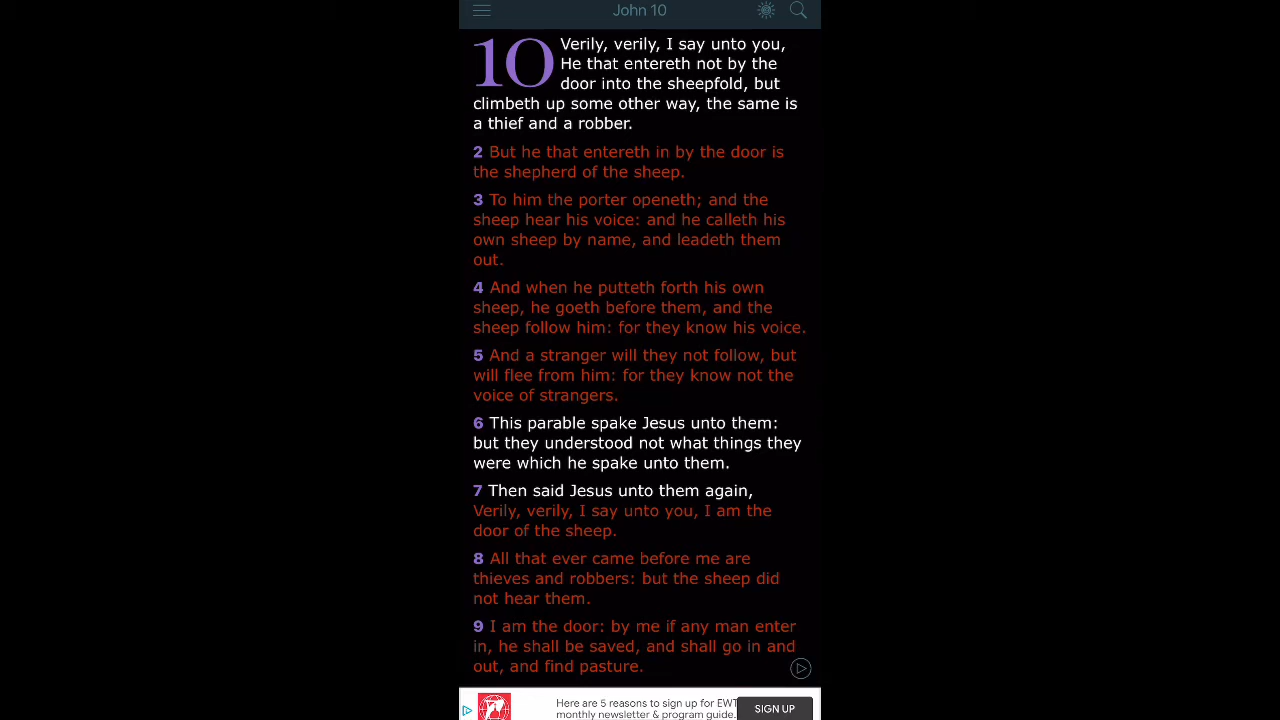 John 10
10 Verily, verily, I say unto you,
He that entereth not by the
door into the sheepfold, but
climbeth up some other way, the same is
a thief and a robber.
2 But he that entereth in by the door is
the shepherd of the sheep.
3 To him the porter openeth; and the
sheep hear his voice: and he calleth his
own sheep by name, and leadeth them
out.
4 And when he putteth forth his own
sheep, he goeth before them, and the
sheep follow him: for they know his voice.
5 And a stranger will they not follow, but
will flee from him: for they know not the
voice of strangers.
6 This parable spake Jesus unto them:
but they understood not what things they
were which he spake unto them.
7 Then said Jesus unto them again,
Verily, verily, I say unto you, I am the
door of the sheep.
8 All that ever came before me are
thieves and robbers: but the sheep did
not hear them.
9 I am the door: by me if any man enter
in, he shall be saved, and shall go in and
out, and find pasture.
Here are 5 reasons to sign up for EWT
monthly newsletter & program guide.
SIGN UP